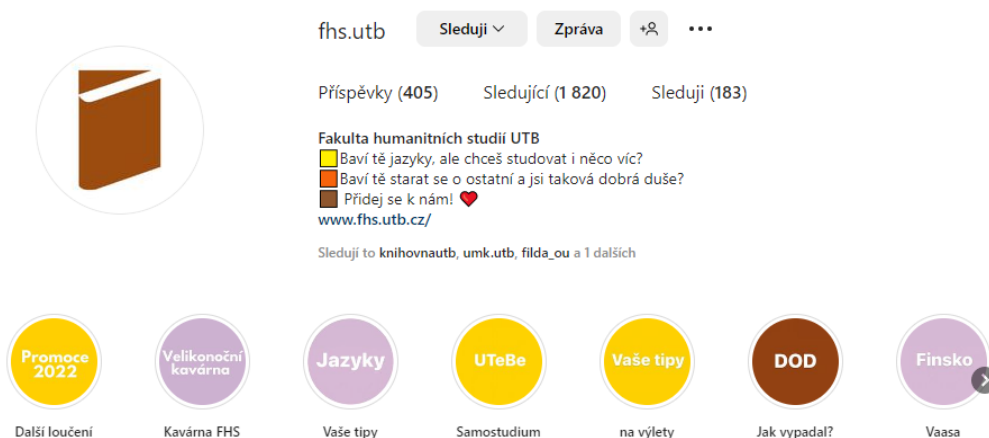 fhs.utb Sleduji Zpráva
Příspěvky (405) Sledující (1 820) Sleduji (183)
Fakulta humanitních studií UTB
Baví tě jazyky, ale chceš studovat i něco víc?
Baví tě starat se o ostatní a jsi taková dobrá duše?
Přidej se k nám!
www.fhs.utb.cz/
Sledují to knihovnautb, umk.utb, filda_ou a 1 dalších
Promoce
2022
Velikonoční
kavárna
Jazyky
UTeBe
Vaše tipy
DOD
Finsko
Další loučení Kavárna FHS Vaše tipy Samostudium na výlety Jak vypadal? Vaasa